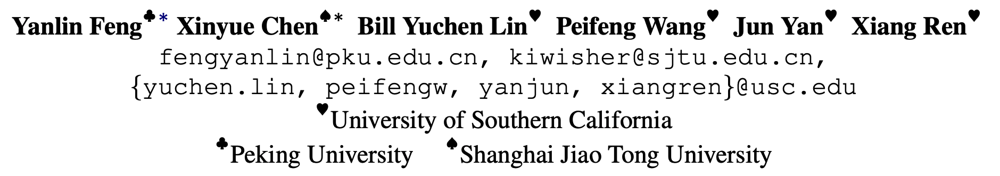 Yanlin Feng♣* Xinyue Chen♠* Bill Yuchen Lin♥ Peifeng Wang♥ Jun Yan♥ Xiang Ren♥
fengyanlin@pku.edu.cn, kiwisher@sjtu.edu.cn,
{yuchen.lin, peifengw, yanjun, xiangren}@usc.edu
♥University of Southern California
♣Peking University ♠Shanghai Jiao Tong University